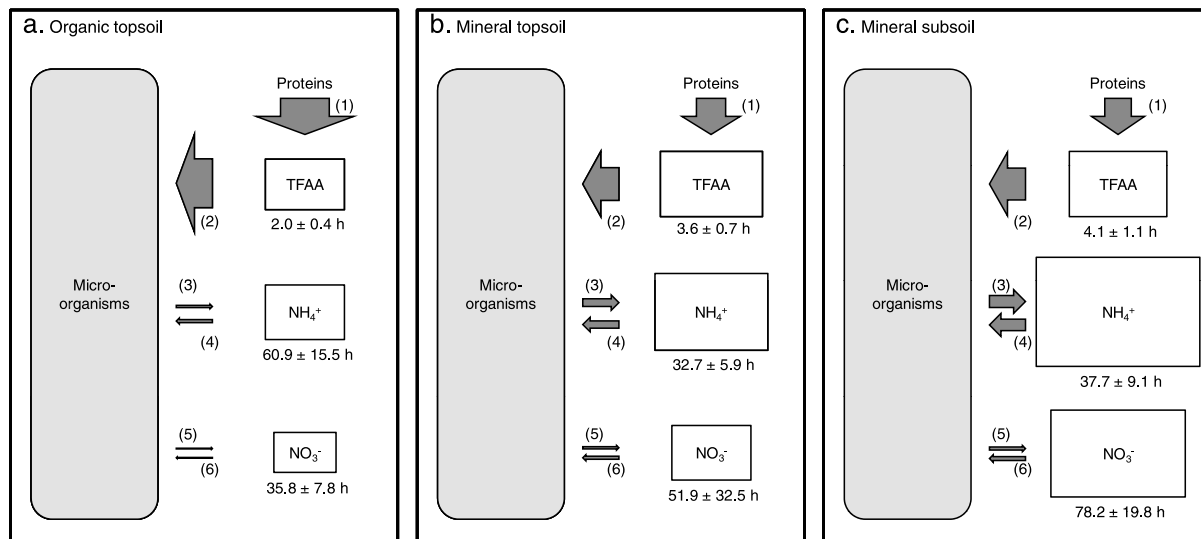 a. Organic topsoil
Proteins
(1)
TFAA
(2)
2.0 ± 0.4 h
Micro-
organisms
(3)
NH₄⁺
(4)
60.9 ± 15.5 h
(5)
NO₃⁻
(6)
35.8 ± 7.8 h
b. Mineral topsoil
Proteins
(1)
TFAA
(2)
3.6 ± 0.7 h
Micro-
organisms
(3)
NH₄⁺
(4)
32.7 ± 5.9 h
(5)
NO₃⁻
(6)
51.9 ± 32.5 h
c. Mineral subsoil
Proteins
(1)
TFAA
(2)
4.1 ± 1.1 h
Micro-
organisms
(3)
NH₄⁺
(4)
37.7 ± 9.1 h
(5)
NO₃⁻
(6)
78.2 ± 19.8 h